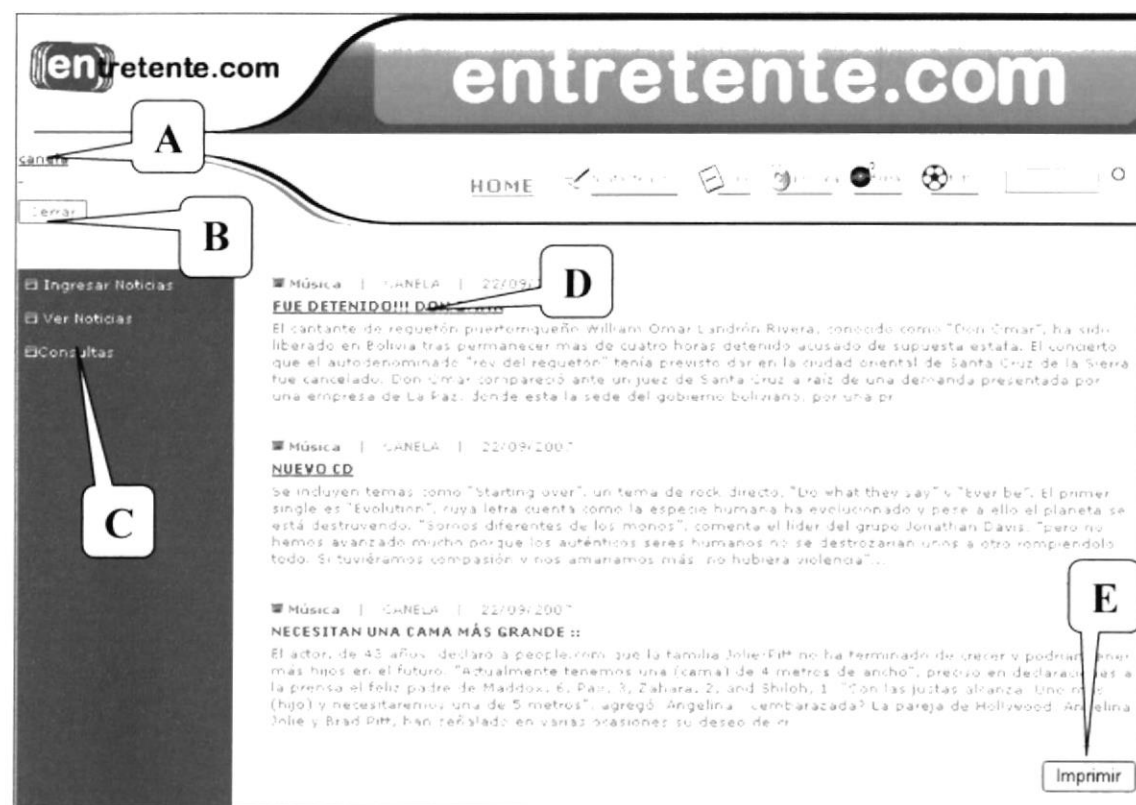 entretente.com
entretente.com
A
canela
HOME
Cerrar
B
Ingresar Noticias
Ver Noticias
Consultas
C
Música | CANELA | 22/09/
D
FUE DETENIDO!!! DON
El cantante de reguetón puertorriqueño William Omar Landrón Rivera, conocido como "Don Omar", ha sido
liberado en Bolivia tras permanecer más de cuatro horas detenido acusado de supuesta estafa. El concierto
que el autodenominado "rey del reguetón" tenía previsto dar en la ciudad oriental de Santa Cruz de la Sierra
fue cancelado. Don Omar compareció ante un juez de Santa Cruz a raíz de una demanda presentada por
una empresa de La Paz, donde esta la sede del gobierno boliviano, por una pr
Música | CANELA | 22/09/2007
NUEVO CD
Se incluyen temas como "Starting over", un tema de rock directo, "Do what they say" y "Ever be". El primer
single es "Evolution", cuya letra cuenta como la especie humana ha evolucionado y pese a ello el planeta se
está destruyendo. "Somos diferentes de los monos", comenta el líder del grupo Jonathan Davis, "pero no
hemos avanzado mucho porque los auténticos seres humanos no se destrozarían unos a otro rompiéndolo
todo. Si tuviéramos compasión y nos amaríamos más, no hubiera violencia"...
Música | CANELA | 22/09/2007
E
NECESITAN UNA CAMA MÁS GRANDE ::
El actor, de 43 años, declaró a people.com que la familia Jolie-Pitt no ha terminado de crecer y podrían tener
más hijos en el futuro. "Actualmente tenemos una (cama) de 4 metros de ancho", precisó en declaraciones a
la prensa el feliz padre de Maddox, 6, Pax, 3, Zahara, 2, and Shiloh, 1. "Con las justas alcanza. Uno más
(hijo) y necesitaremos una de 5 metros", agregó. Angelina ¿embarazada? La pareja de Hollywood, Angelina
Jolie y Brad Pitt, han señalado en varias ocasiones su deseo de
Imprimir